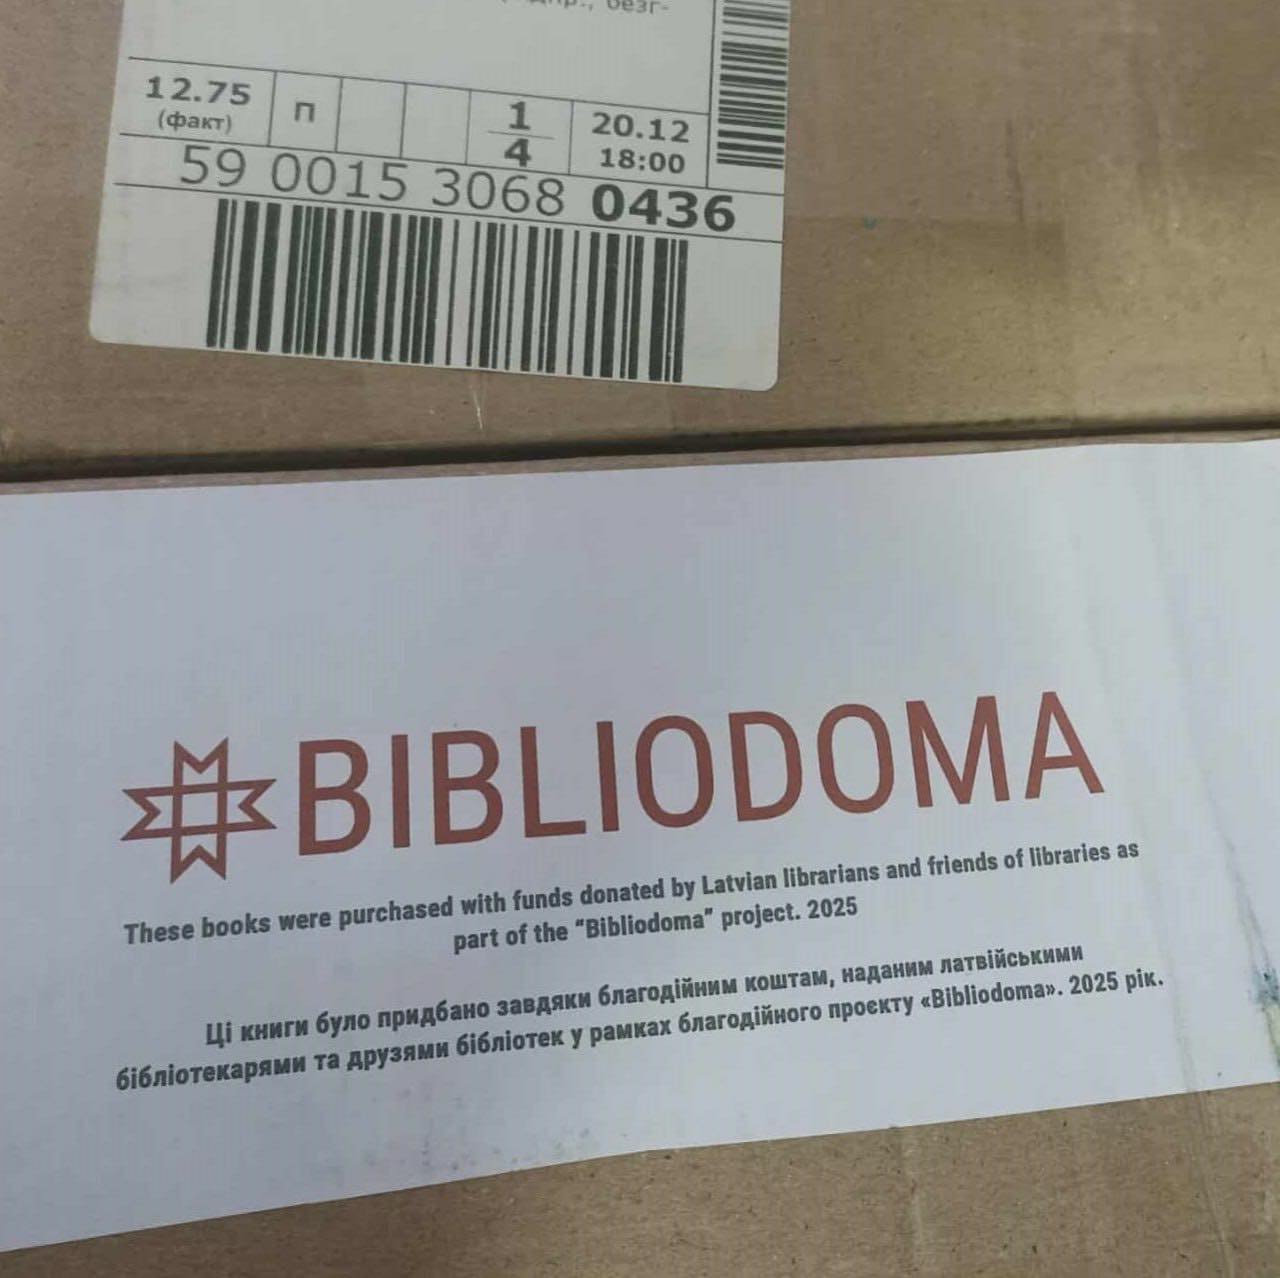 безг-
12.75 П 1 20.12
(факт) 4 18:00
59 0015 3068 0436
BIBLIODOMA
These books were purchased with funds donated by Latvian librarians and friends of libraries as
part of the “Bibliodoma” project. 2025
Ці книги було придбано завдяки благодійним коштам, наданим латвійськими
бібліотекарями та друзями бібліотек у рамках благодійного проєкту «Bibliodoma». 2025 рік.